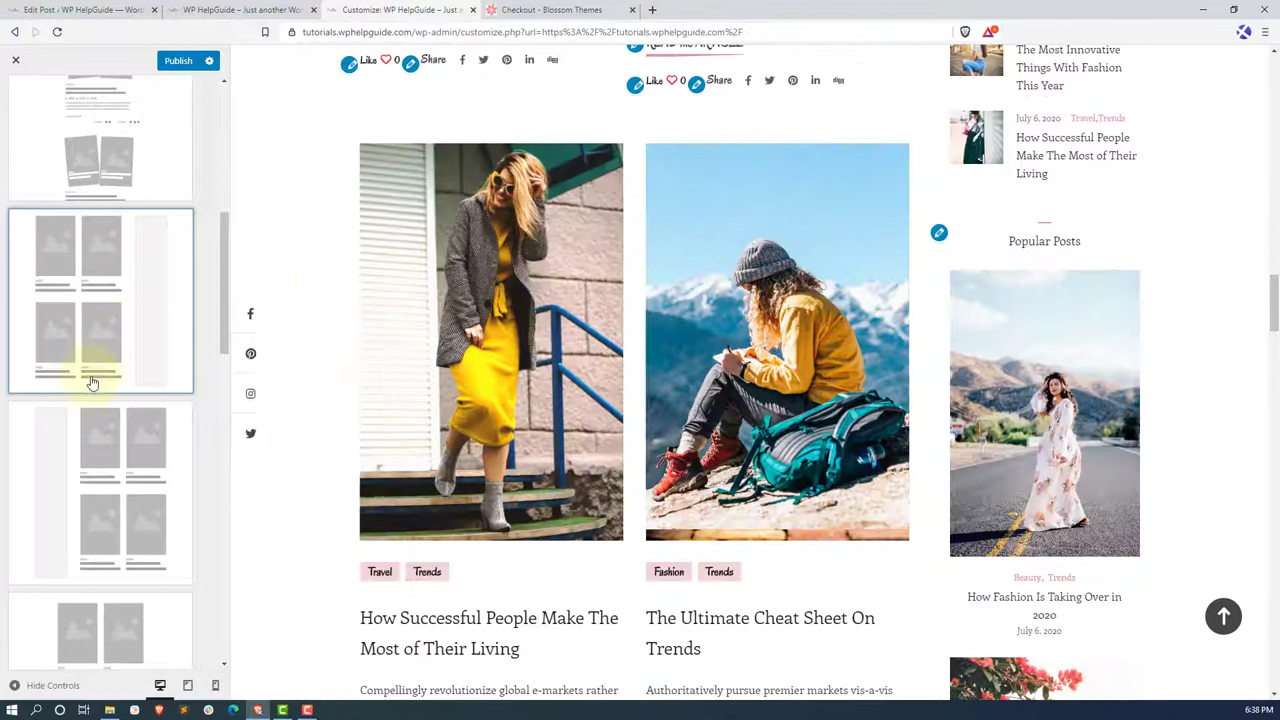 Edit Post ‹ WP HelpGuide — Wo
WP HelpGuide – Just another Wo
Customize: WP HelpGuide – Just
Checkout - Blossom Themes
tutorials.wphelpguide.com/wp-admin/customize.php?url=https%3A%2F%2Ftutorials.wphelpguide.com%2F
Publish
READ THE ARTICLE
Like 0 Share
Like 0 Share
The Most Innovative
Things With Fashion
This Year
July 6, 2020 Travel,Trends
How Successful People
Make The Most of Their
Living
Popular Posts
Travel Trends
Fashion Trends
How Successful People Make The
Most of Their Living
The Ultimate Cheat Sheet On
Trends
Compellingly revolutionize global e-markets rather
Authoritatively pursue premier markets vis-a-vis
Beauty, Trends
How Fashion Is Taking Over in
2020
July 6, 2020
Hide Controls
6:38 PM